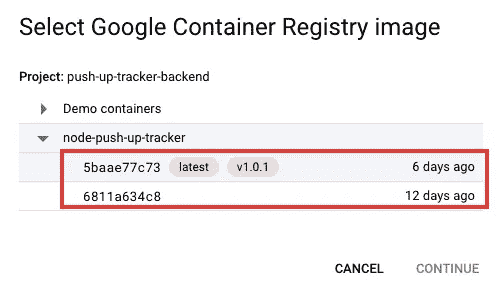 Select Google Container Registry image
Project: push-up-tracker-backend
Demo containers
node-push-up-tracker
5baae77c73 latest v1.0.1 6 days ago
6811a634c8 12 days ago
CANCEL CONTINUE